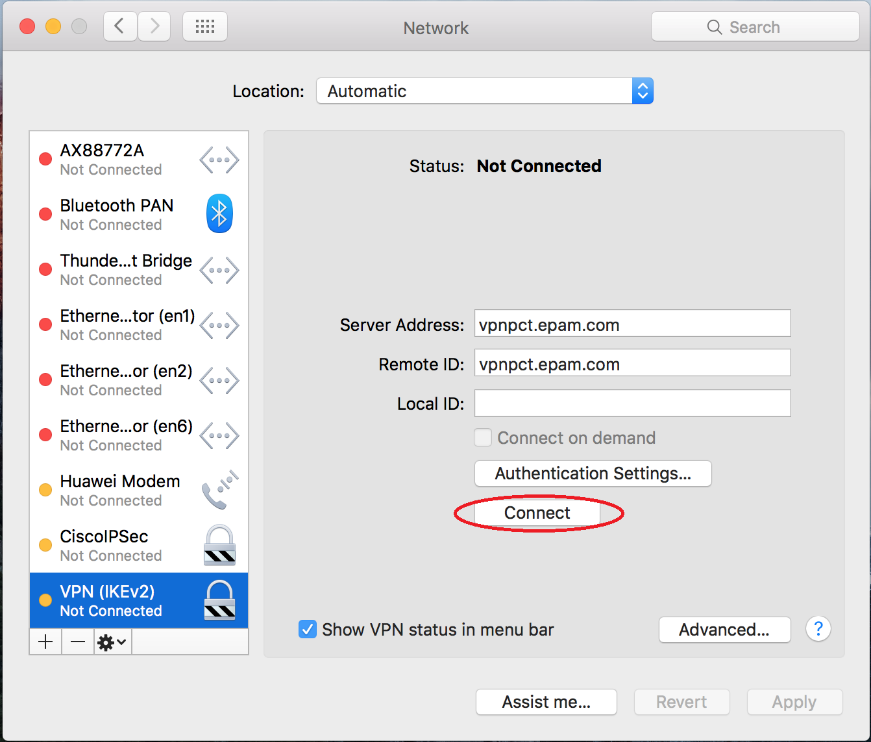 Network
Search
Location: Automatic
AX88772A
Not Connected
Bluetooth PAN
Not Connected
Thunde...t Bridge
Not Connected
Etherne...tor (en1)
Not Connected
Etherne...or (en2)
Not Connected
Etherne...or (en6)
Not Connected
Huawei Modem
Not Connected
CiscoIPSec
Not Connected
VPN (IKEv2)
Not Connected
Status: Not Connected
Server Address: vpnpct.epam.com
Remote ID: vpnpct.epam.com
Local ID:
Connect on demand
Authentication Settings...
Connect
Show VPN status in menu bar
Advanced...
?
Assist me...
Revert
Apply